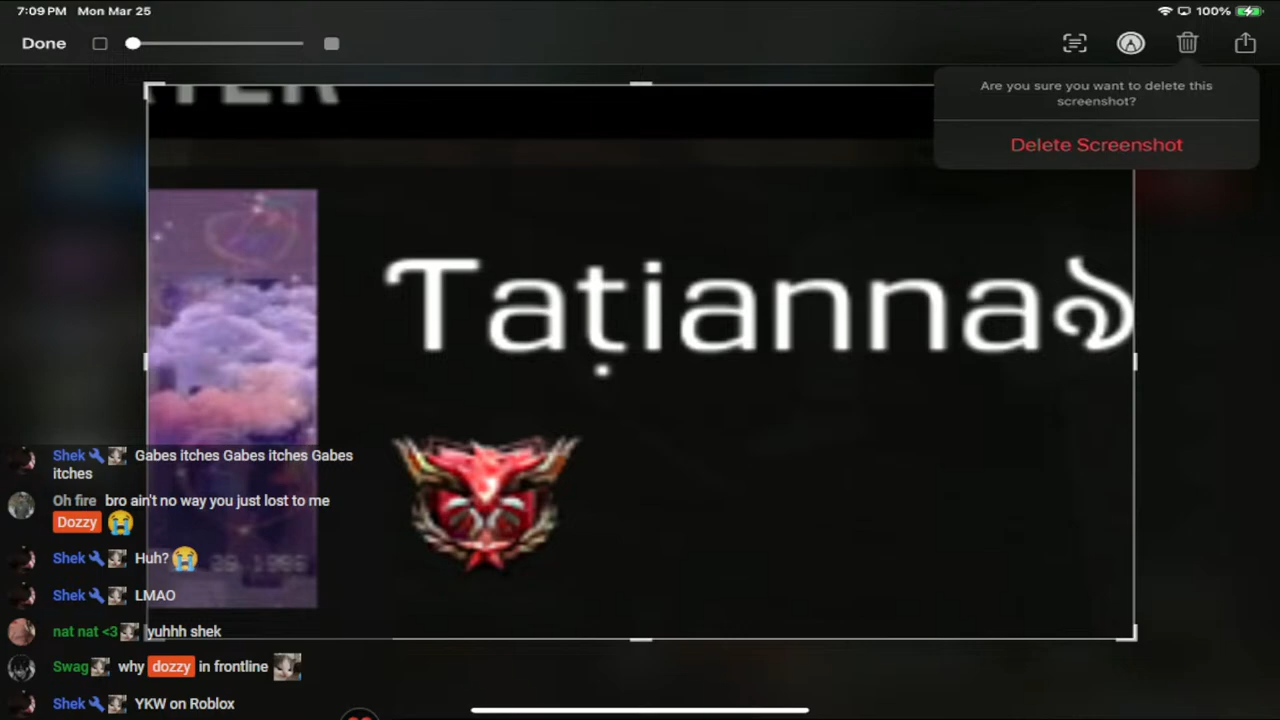 7:09 PM Mon Mar 25
100%
Done
Are you sure you want to delete this
screenshot?
Delete Screenshot
Taṭianna
Shek Gabes itches Gabes itches Gabes
itches
Oh fire bro ain't no way you just lost to me
Dozzy 😭
Shek Huh? 😭
Shek LMAO
nat nat <3 yuhhh shek
Swag why dozzy in frontline
Shek YKW on Roblox